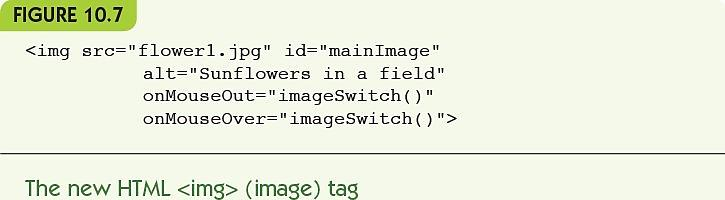 FIGURE 10.7
<img src="flower1.jpg" id="mainImage"
alt="Sunflowers in a field"
onMouseOut="imageSwitch()"
onMouseOver="imageSwitch()">
The new HTML <img> (image) tag